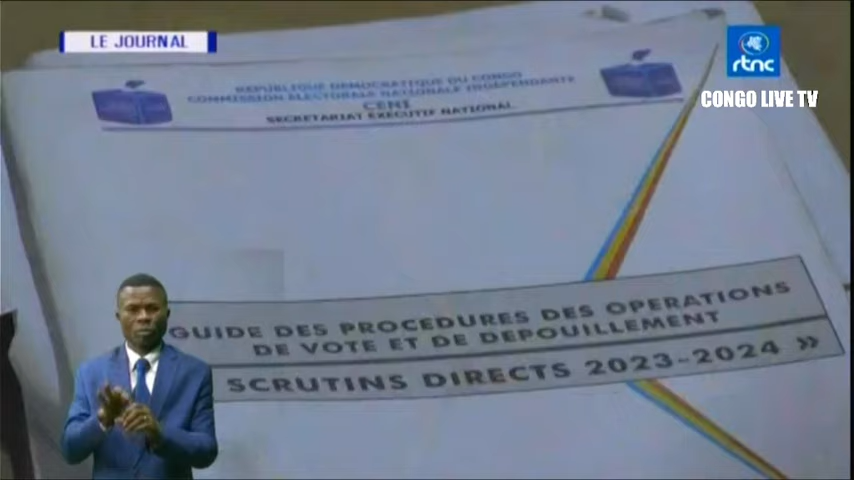 LE JOURNAL
rtnc
CONGO LIVE TV
REPUBLIQUE DEMOCRATIQUE DU CONGO
COMMISSION ELECTORALE NATIONALE INDEPENDANTE
CENI
SECRETARIAT EXECUTIF NATIONAL
GUIDE DES PROCEDURES DES OPERATIONS
DE VOTE ET DE DEPOUILLEMENT
SCRUTINS DIRECTS 2023-2024 »